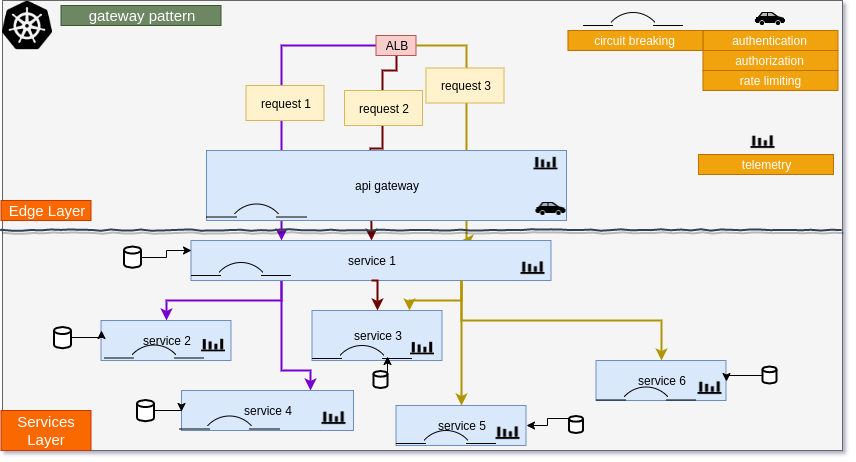 gateway pattern
ALB
circuit breaking
authentication
authorization
rate limiting
request 1
request 2
request 3
telemetry
api gateway
Edge Layer
service 1
service 2
service 3
service 4
service 5
service 6
Services
Layer